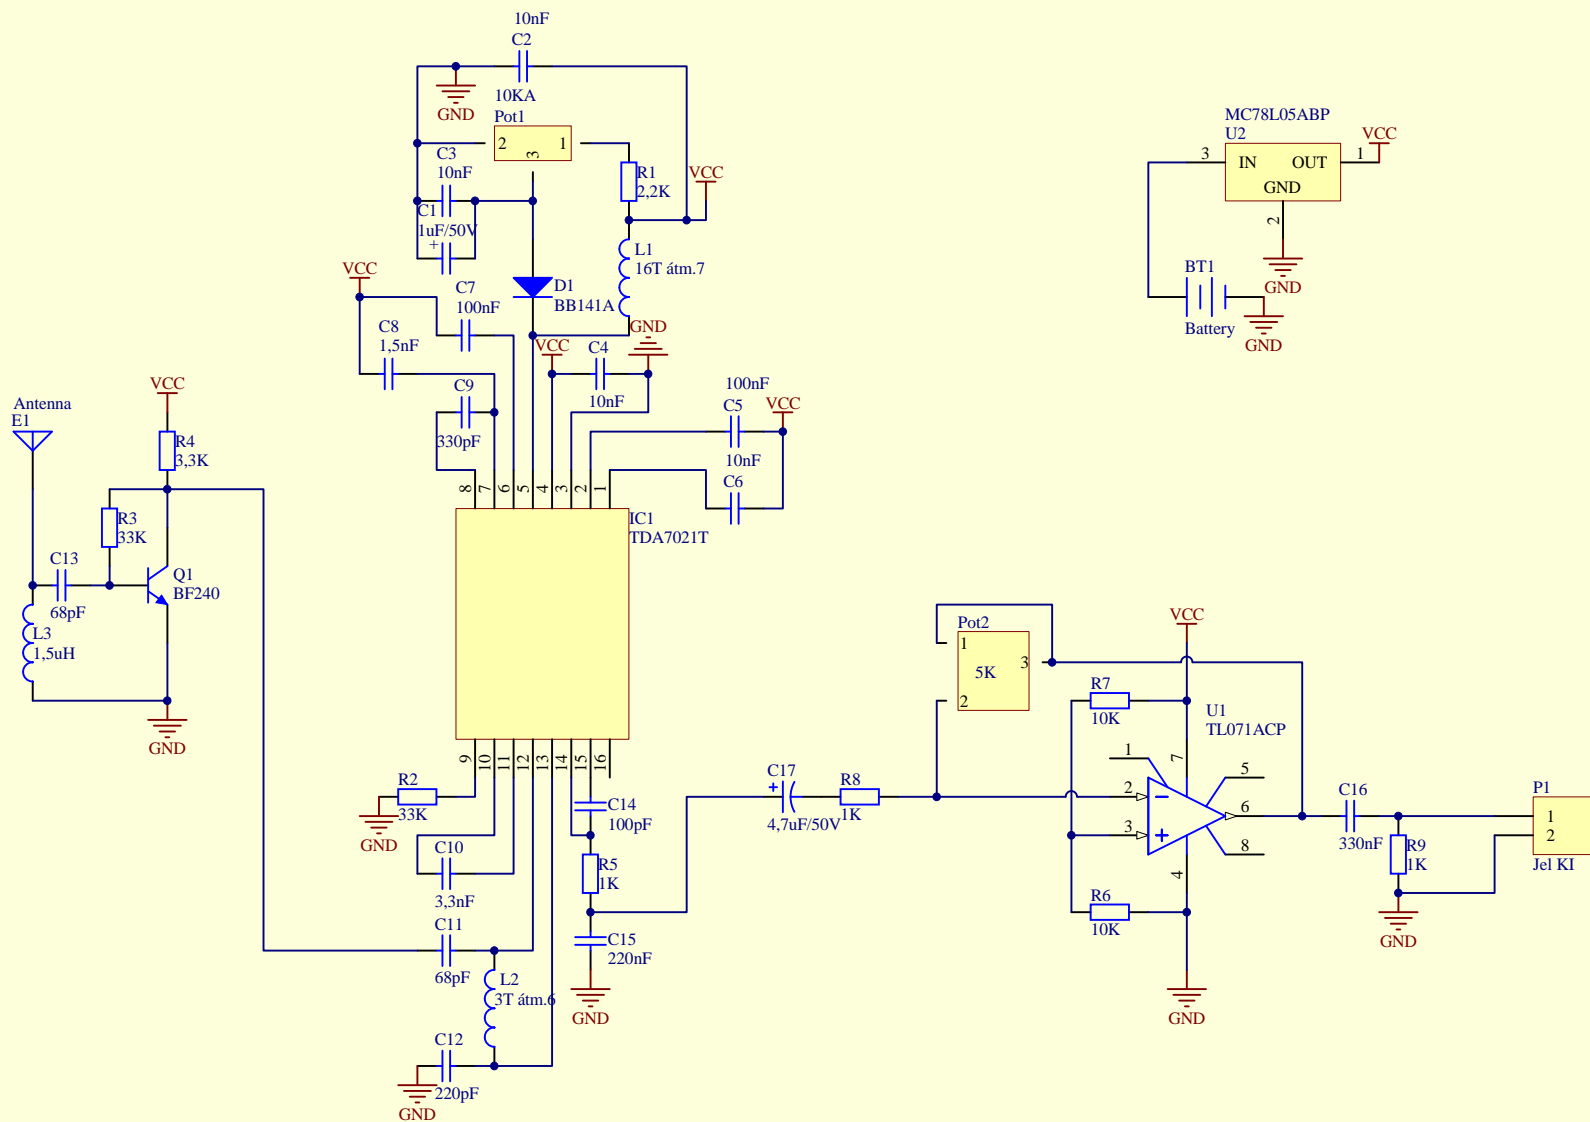 10nF
C2
GND
10KA
Pot1
2
3
1
C3
10nF
C1
1uF/50V
+
R1
2,2K
VCC
L1
16T átm.7
D1
BB141A
VCC
C7
100nF
C8
1,5nF
C9
330pF
VCC
C4
10nF
GND
100nF
C5
VCC
10nF
C6
MC78L05ABP
U2
3
IN
OUT
GND
1
VCC
2
GND
BT1
Battery
GND
Antenna
E1
VCC
R4
3,3K
R3
33K
C13
68pF
Q1
BF240
L3
1,5uH
GND
8
7
6
5
4
3
2
1
IC1
TDA7021T
9
10
11
12
13
14
15
16
R2
33K
GND
C10
3,3nF
C11
68pF
L2
3T átm.6
C12
220pF
GND
C14
100pF
R5
1K
C15
220nF
GND
C17
+
4,7uF/50V
R8
1K
Pot2
1
5K
3
2
VCC
R7
10K
U1
TL071ACP
1
7
5
2
6
3
8
4
R6
10K
GND
C16
330nF
R9
1K
GND
P1
1
2
Jel KI